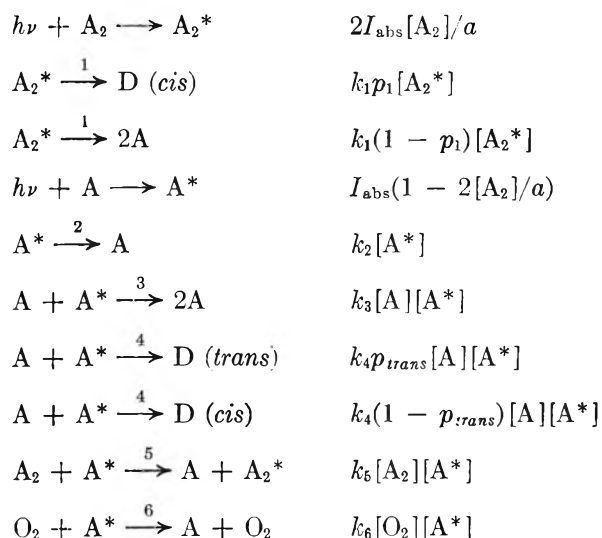 hν + A₂ ⟶ A₂* 2I_abs[A₂]/a
A₂* —1→ D (cis) k₁p₁[A₂*]
A₂* —1→ 2A k₁(1 − p₁)[A₂*]
hν + A ⟶ A* I_abs(1 − 2[A₂]/a)
A* —2→ A k₂[A*]
A + A* —3→ 2A k₃[A][A*]
A + A* —4→ D (trans) k₄p_trans[A][A*]
A + A* —4→ D (cis) k₄(1 − p_trans)[A][A*]
A₂ + A* —5→ A + A₂* k₅[A₂][A*]
O₂ + A* —6→ A + O₂ k₆[O₂][A*]